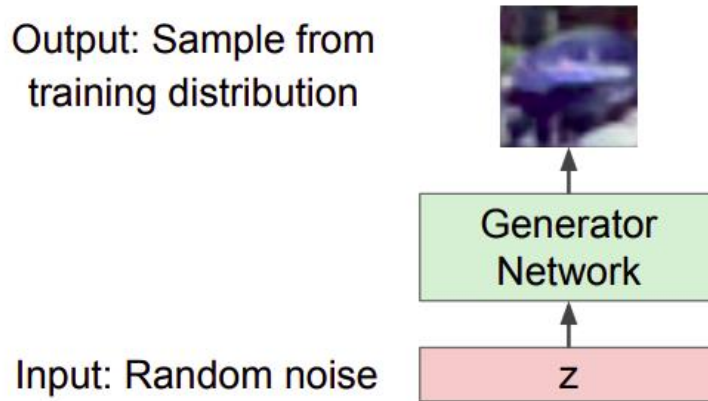 Output: Sample from
training distribution
Generator
Network
Input: Random noise
z